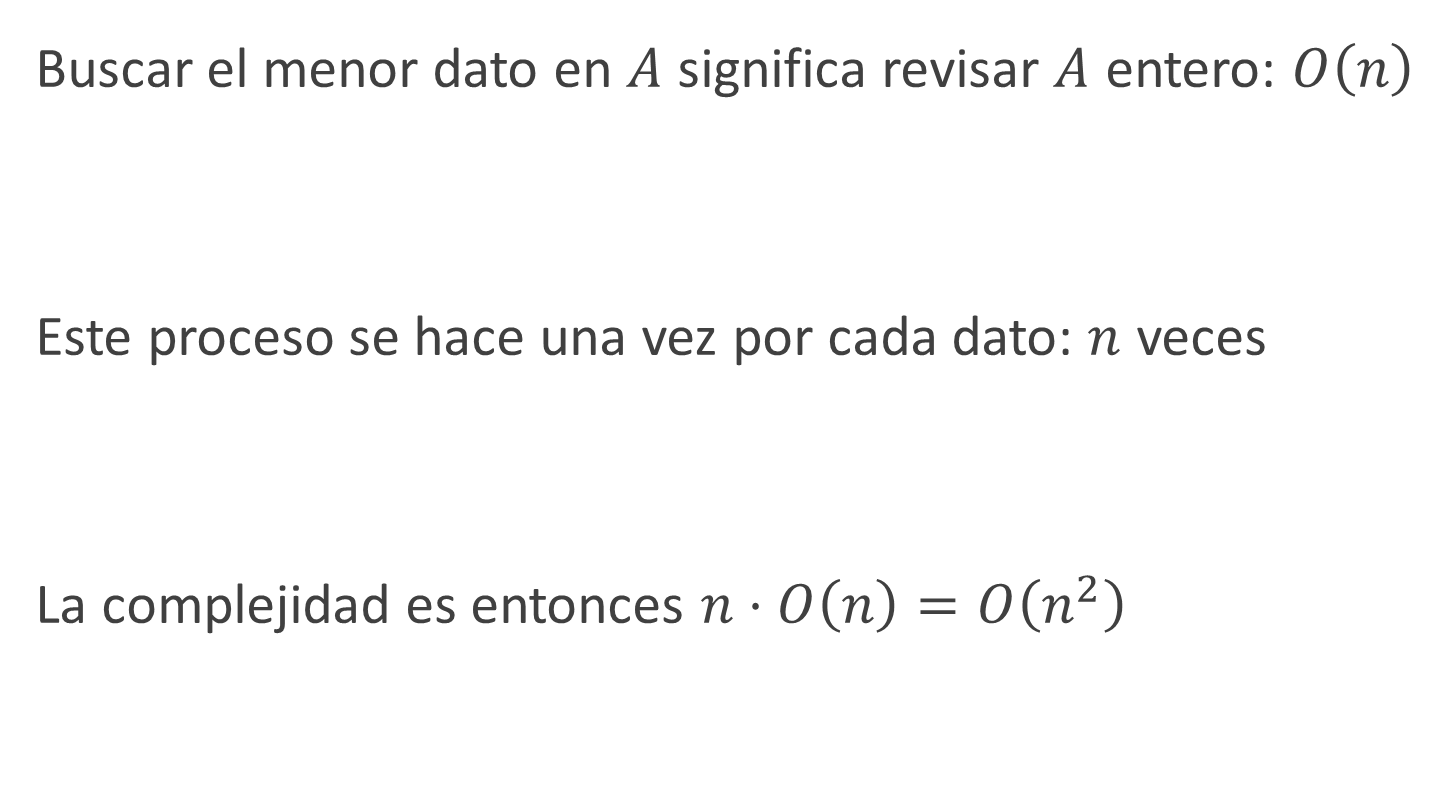 Buscar el menor dato en A significa revisar A entero: O(n)
Este proceso se hace una vez por cada dato: n veces
La complejidad es entonces n · O(n) = O(n²)